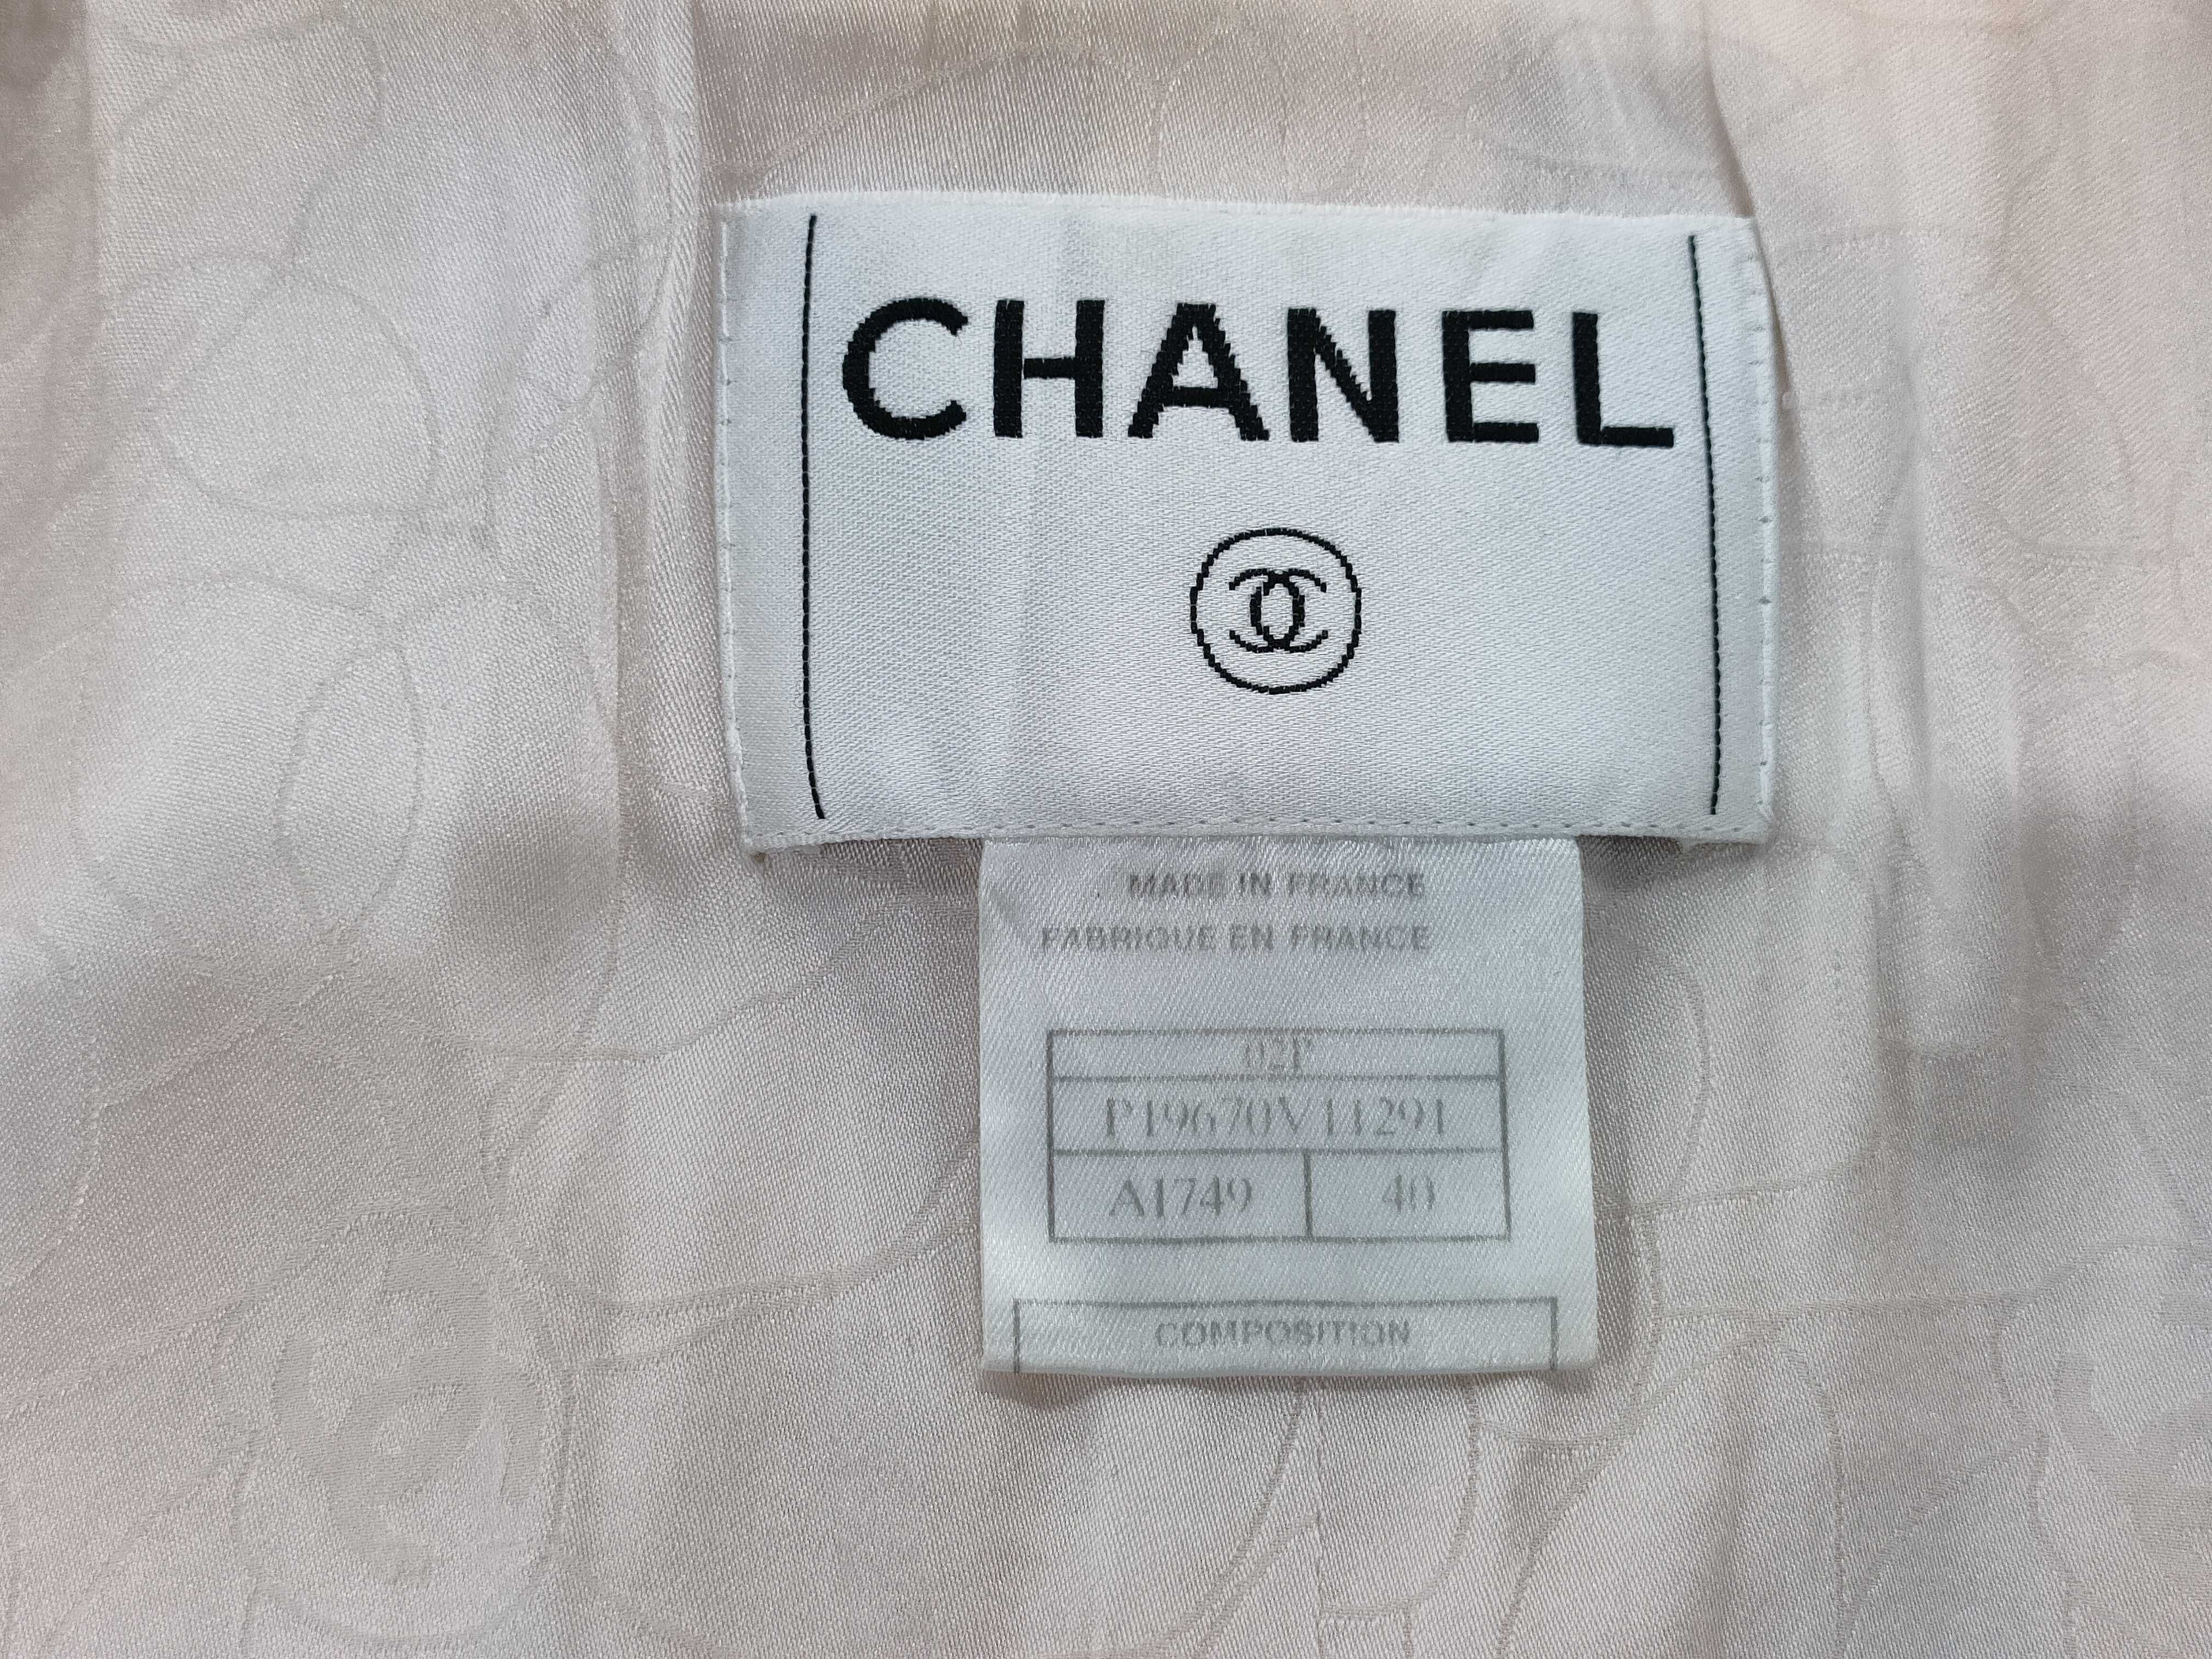 CHANEL
MADE IN FRANCE
FABRIQUE EN FRANCE
02P
P19670V11291
A1749 40
COMPOSITION